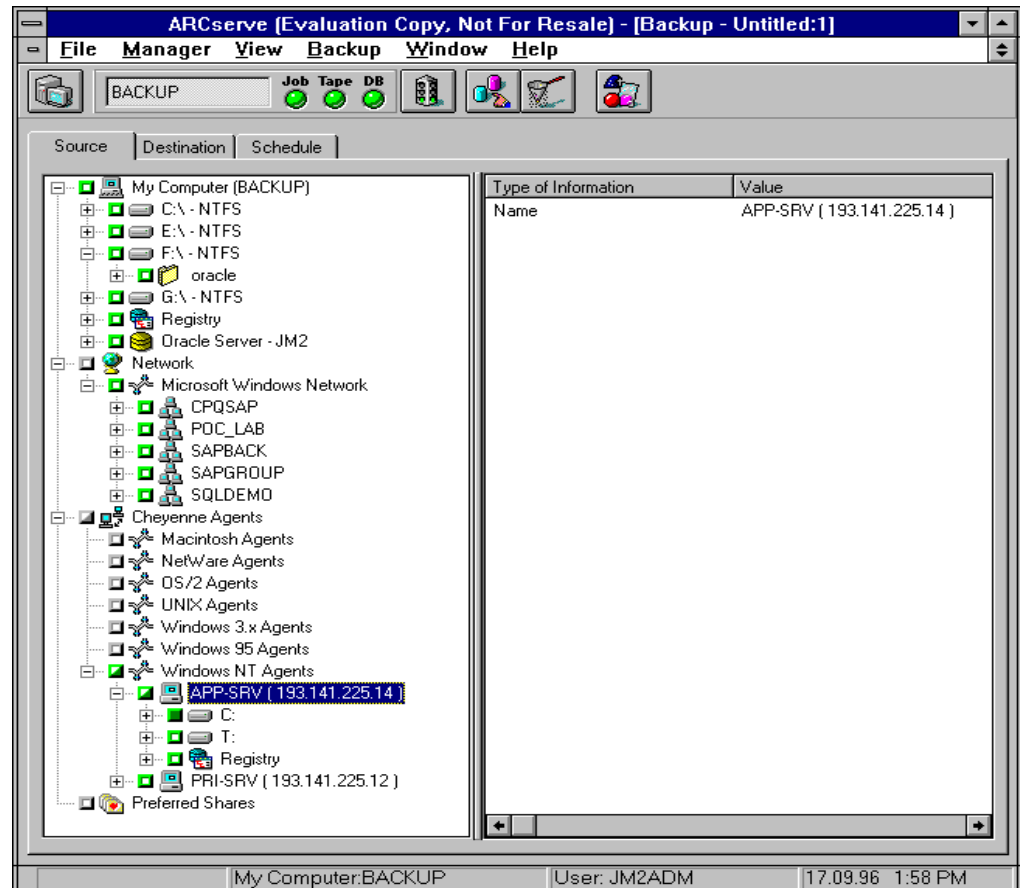 ARCserve (Evaluation Copy, Not For Resale) - [Backup - Untitled:1]
File Manager View Backup Window Help
BACKUP
Job Tape DB
Source Destination Schedule
My Computer (BACKUP)
C:\ - NTFS
E:\ - NTFS
F:\ - NTFS
oracle
G:\ - NTFS
Registry
Oracle Server - JM2
Network
Microsoft Windows Network
CPQSAP
POC_LAB
SAPBACK
SAPGROUP
SQLDEMO
Cheyenne Agents
Macintosh Agents
NetWare Agents
OS/2 Agents
UNIX Agents
Windows 3.x Agents
Windows 95 Agents
Windows NT Agents
APP-SRV ( 193.141.225.14 )
C:
T:
Registry
PRI-SRV ( 193.141.225.12 )
Preferred Shares
Type of Information Value
Name APP-SRV ( 193.141.225.14 )
My Computer:BACKUP User: JM2ADM 17.09.96 1:58 PM